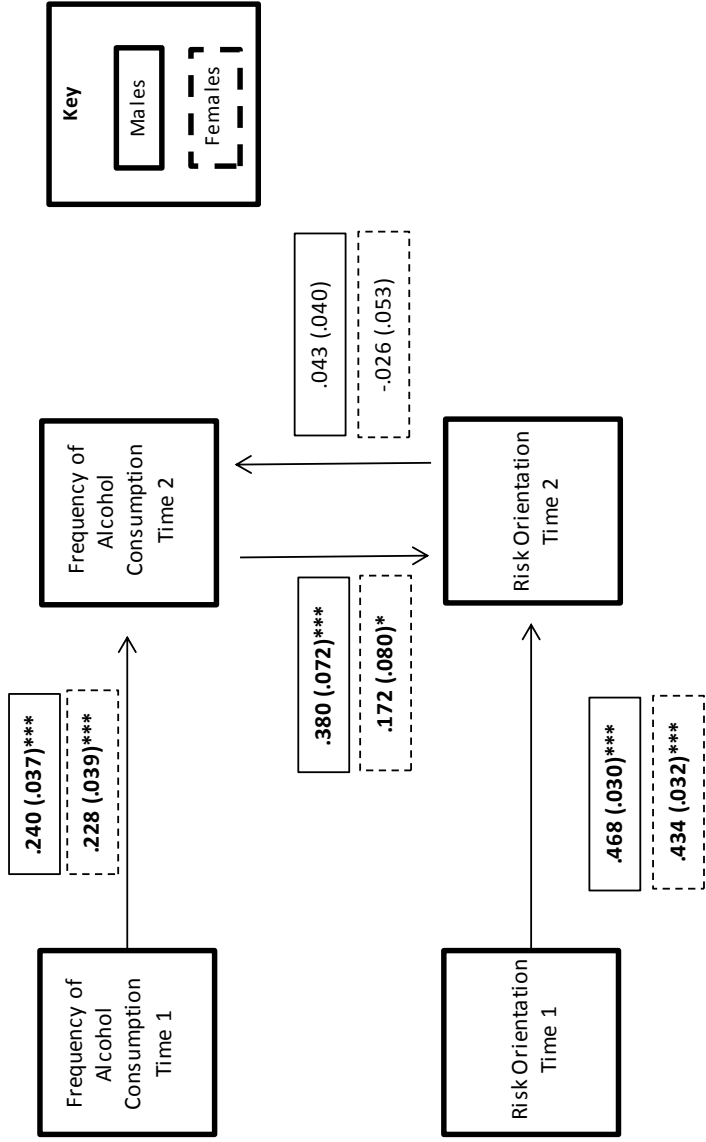 Frequency of
Alcohol
Consumption
Time 1
.240 (.037)***
.228 (.039)***
Frequency of
Alcohol
Consumption
Time 2
Key
Males
Females
.380 (.072)***
.172 (.080)*
.043 (.040)
-.026 (.053)
Risk Orientation
Time 1
.468 (.030)***
.434 (.032)***
Risk Orientation
Time 2